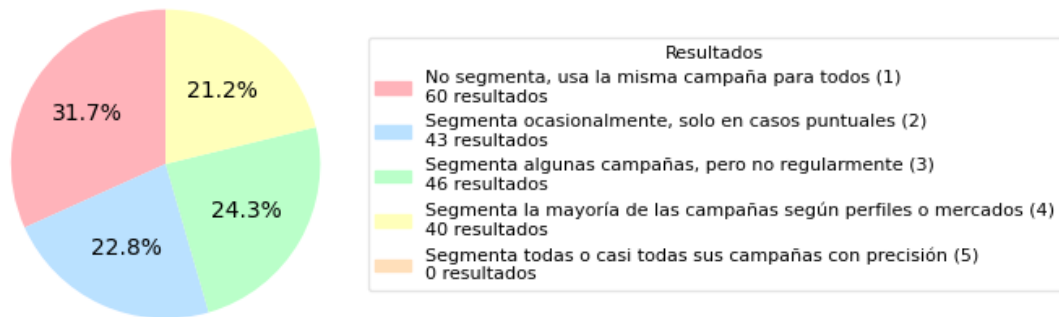 31.7%
21.2%
22.8%
24.3%
Resultados
No segmenta, usa la misma campaña para todos (1)
60 resultados
Segmenta ocasionalmente, solo en casos puntuales (2)
43 resultados
Segmenta algunas campañas, pero no regularmente (3)
46 resultados
Segmenta la mayoría de las campañas según perfiles o mercados (4)
40 resultados
Segmenta todas o casi todas sus campañas con precisión (5)
0 resultados